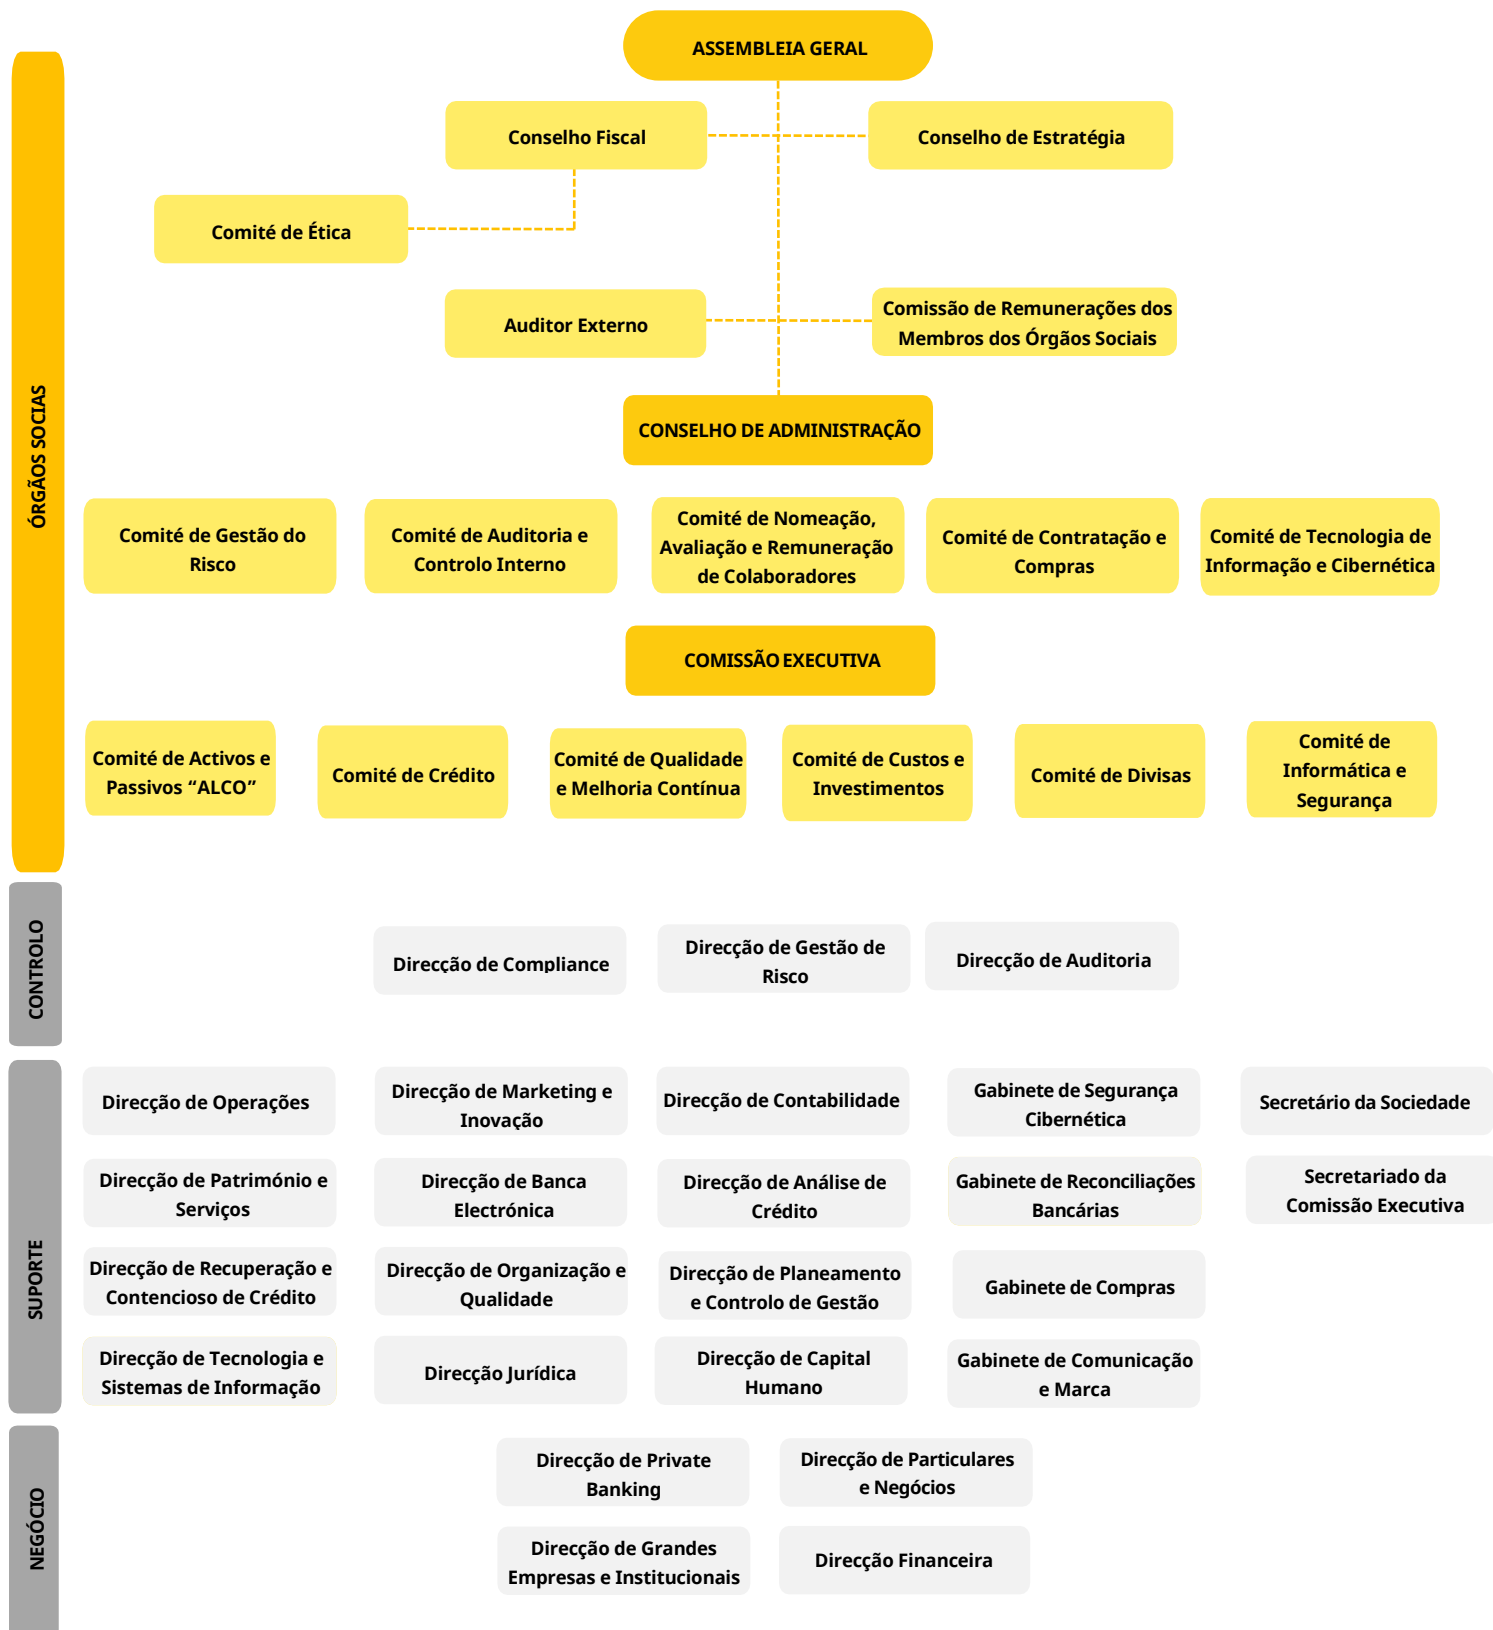 ASSEMBLEIA GERAL
Conselho Fiscal
Conselho de Estratégia
Comité de Ética
Auditor Externo
Comissão de Remunerações dos
Membros dos Órgãos Sociais
CONSELHO DE ADMINISTRAÇÃO
ÓRGÃOS SOCIAS
Comité de Gestão do
Risco
Comité de Auditoria e
Controlo Interno
Comité de Nomeação,
Avaliação e Remuneração
de Colaboradores
Comité de Contratação e
Compras
Comité de Tecnologia de
Informação e Cibernética
COMISSÃO EXECUTIVA
Comité de Activos e
Passivos “ALCO”
Comité de Crédito
Comité de Qualidade
e Melhoria Contínua
Comité de Custos e
Investimentos
Comité de Divisas
Comité de
Informática e
Segurança
CONTROLO
Direcção de Compliance
Direcção de Gestão de
Risco
Direcção de Auditoria
SUPORTE
Direcção de Operações
Direcção de Marketing e
Inovação
Direcção de Contabilidade
Gabinete de Segurança
Cibernética
Secretário da Sociedade
Direcção de Património e
Serviços
Direcção de Banca
Electrónica
Direcção de Análise de
Crédito
Gabinete de Reconciliações
Bancárias
Secretariado da
Comissão Executiva
Direcção de Recuperação e
Contencioso de Crédito
Direcção de Organização e
Qualidade
Direcção de Planeamento
e Controlo de Gestão
Gabinete de Compras
Direcção de Tecnologia e
Sistemas de Informação
Direcção Jurídica
Direcção de Capital
Humano
Gabinete de Comunicação
e Marca
NEGÓCIO
Direcção de Private
Banking
Direcção de Particulares
e Negócios
Direcção de Grandes
Empresas e Institucionais
Direcção Financeira